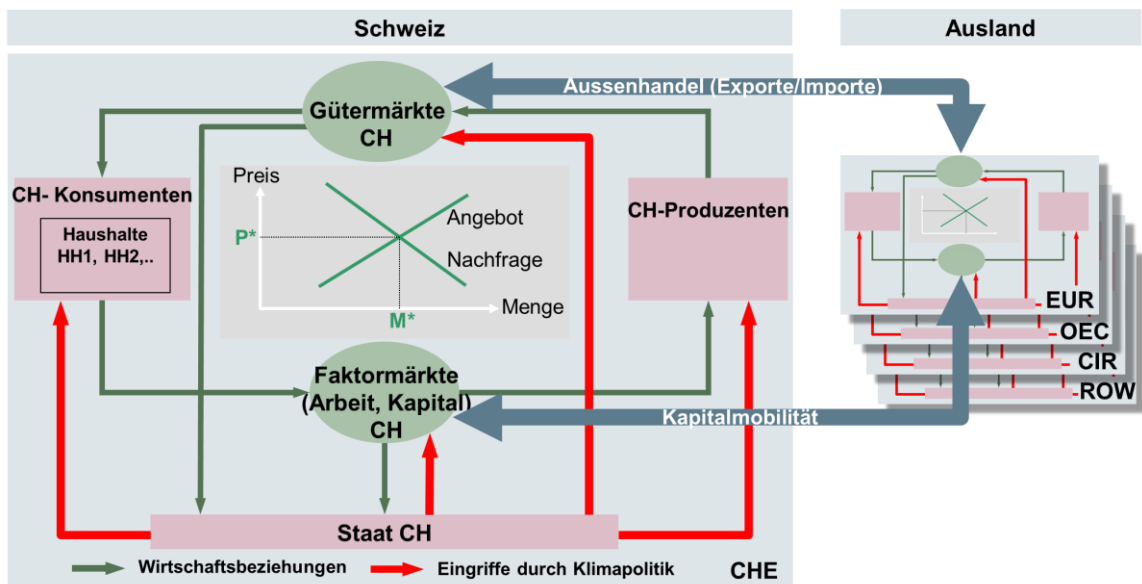 Schweiz
Ausland
Aussenhandel (Exporte/Importe)
Gütermärkte
CH
CH- Konsumenten
Haushalte
HH1, HH2,..
Preis
P*
Angebot
Nachfrage
Menge
M*
CH-Produzenten
Faktormärkte
(Arbeit, Kapital)
CH
Kapitalmobilität
EUR
OEC
CIR
ROW
Staat CH
Wirtschaftsbeziehungen
Eingriffe durch Klimapolitik
CHE